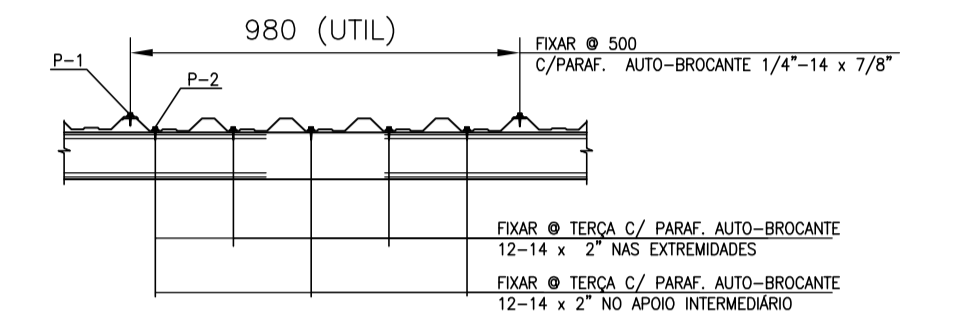 980 (UTIL)
FIXAR @ 500
C/PARAF. AUTO-BROCANTE 1/4"-14 x 7/8"
P-1
P-2
FIXAR @ TERÇA C/ PARAF. AUTO-BROCANTE
12-14 x 2" NAS EXTREMIDADES
FIXAR @ TERÇA C/ PARAF. AUTO-BROCANTE
12-14 x 2" NO APOIO INTERMEDIÁRIO